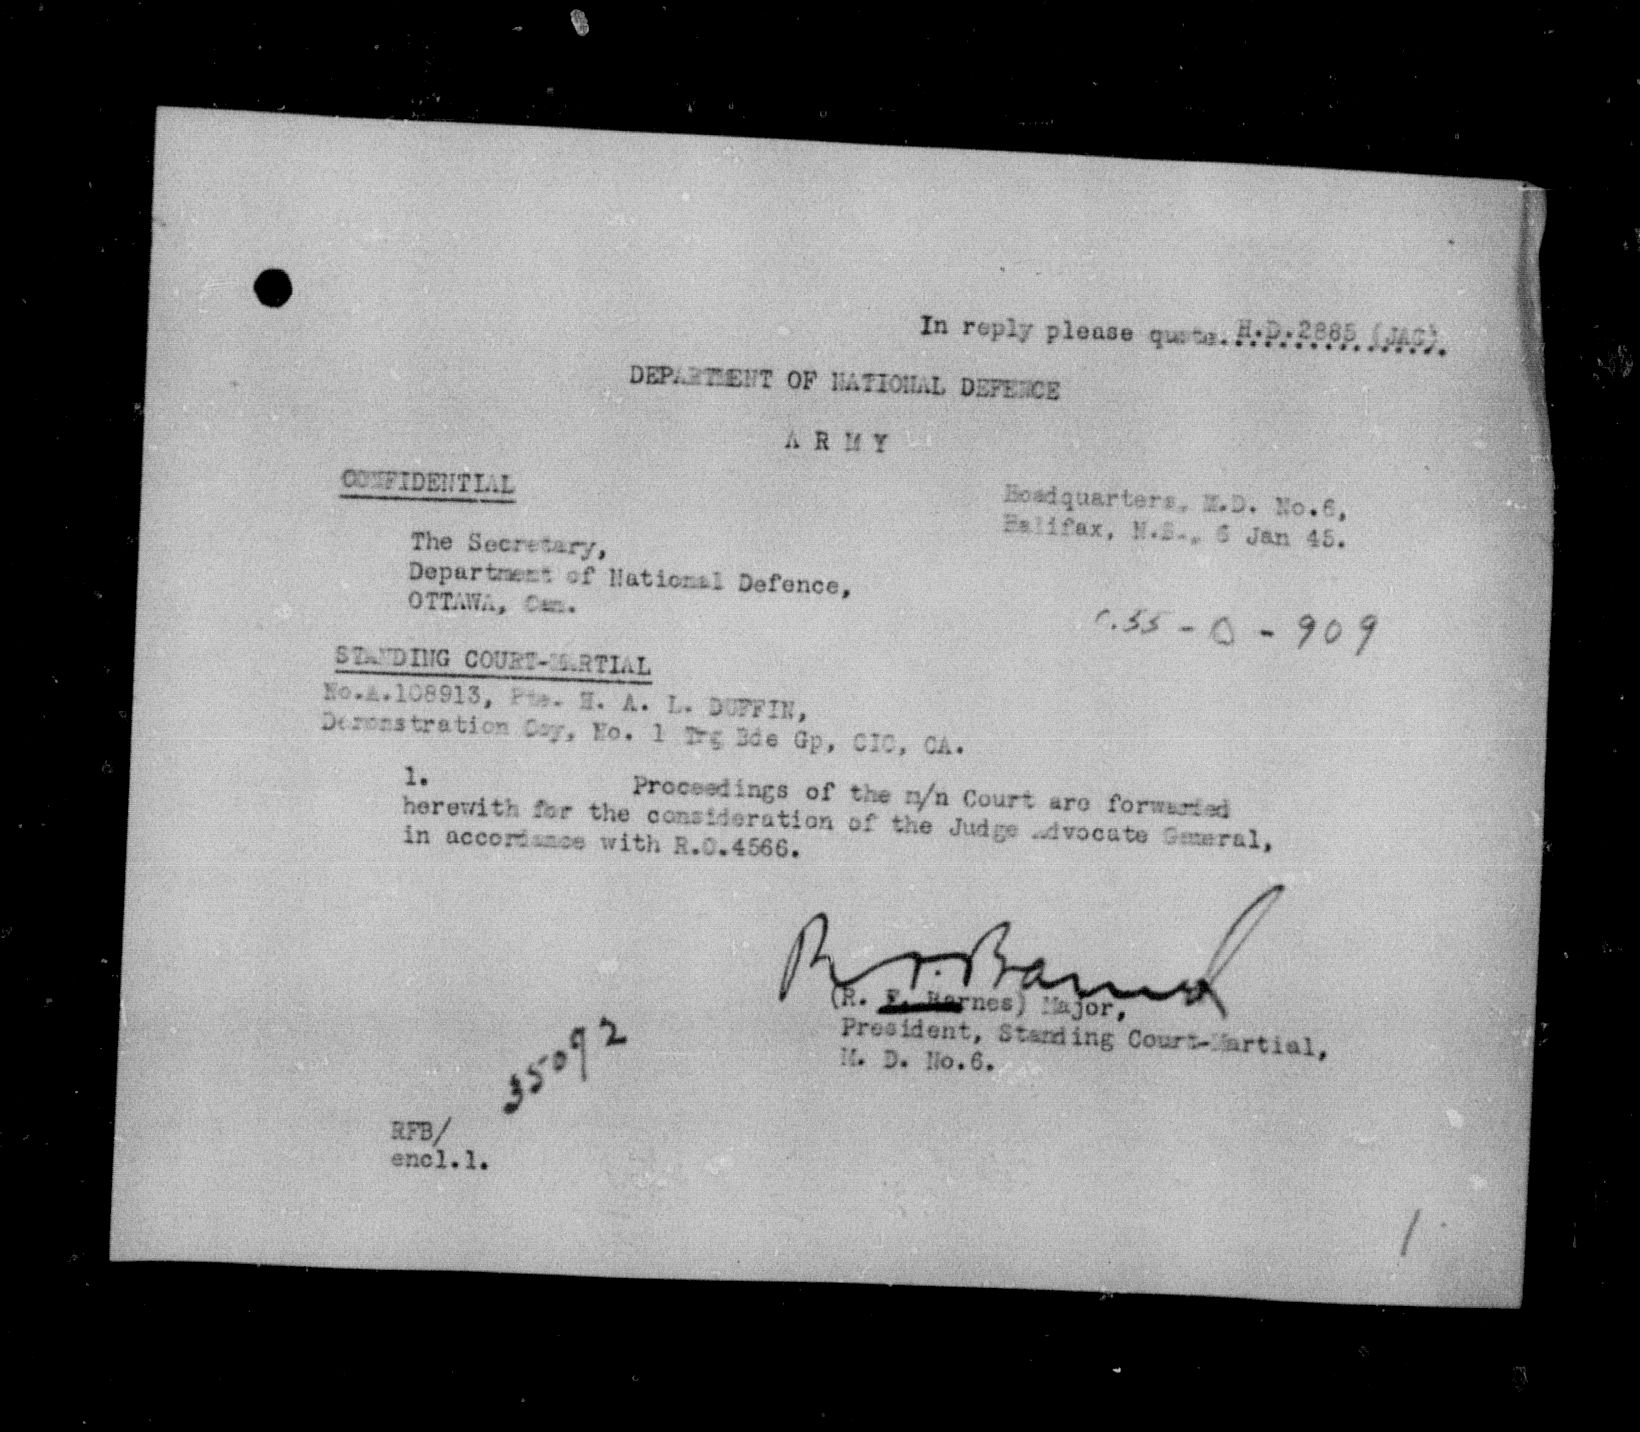 In reply please quote. H.D.2885 (JAG).
DEPARTMENT OF NATIONAL DEFENCE
A R M Y
CONFIDENTIAL
Headquarters, M.D. No.6,
Halifax, N.S., 6 Jan 45.
The Secretary,
Department of National Defence,
OTTAWA, Can.
55 - D - 909
STANDING COURT-MARTIAL
No.A.108913, Pte. H. A. L. DUFFIN,
Demonstration Coy, No. 1 Trg Bde Gp, CIC, CA.
1. Proceedings of the m/n Court are forwarded
herewith for the consideration of the Judge Advocate General,
in accordance with R.O.4566.
R. F. Barnes
(R. F. Barnes) Major,
President, Standing Court-Martial,
M. D. No.6.
35092
RFB/
encl.1.
1